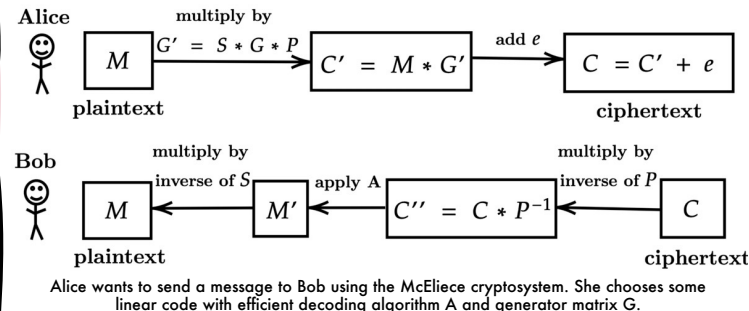 Alice
multiply by
G′ = S * G * P
M
C′ = M * G′
add e
C = C′ + e
plaintext
ciphertext
Bob
multiply by
inverse of S
apply A
multiply by
inverse of P
M
M′
C′′ = C * P⁻¹
C
plaintext
ciphertext
Alice wants to send a message to Bob using the McEliece cryptosystem. She chooses some
linear code with efficient decoding algorithm A and generator matrix G.